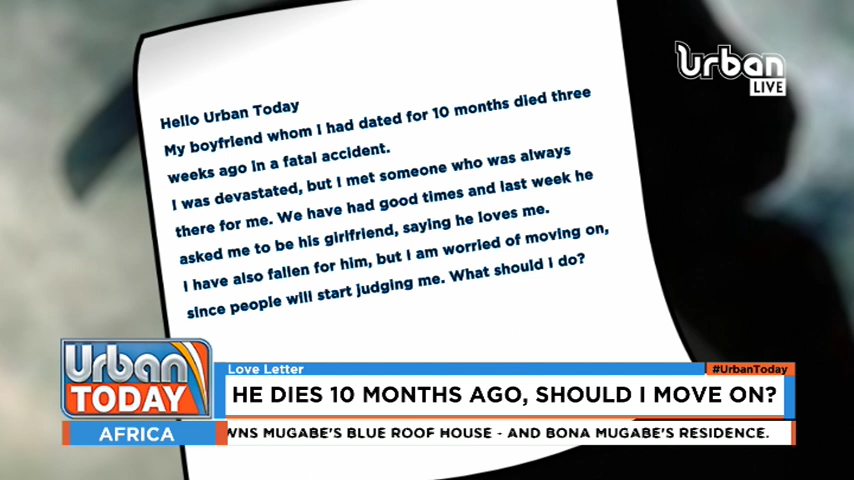 Urban
LIVE
Hello Urban Today
My boyfriend whom I had dated for 10 months died three
weeks ago in a fatal accident.
I was devastated, but I met someone who was always
there for me. We have had good times and last week he
asked me to be his girlfriend, saying he loves me.
I have also fallen for him, but I am worried of moving on,
since people will start judging me. What should I do?
Urban
TODAY
AFRICA
Love Letter
#UrbanToday
HE DIES 10 MONTHS AGO, SHOULD I MOVE ON?
MUGABE'S BLUE ROOF HOUSE - AND BONA MUGABE'S RESIDENCE.